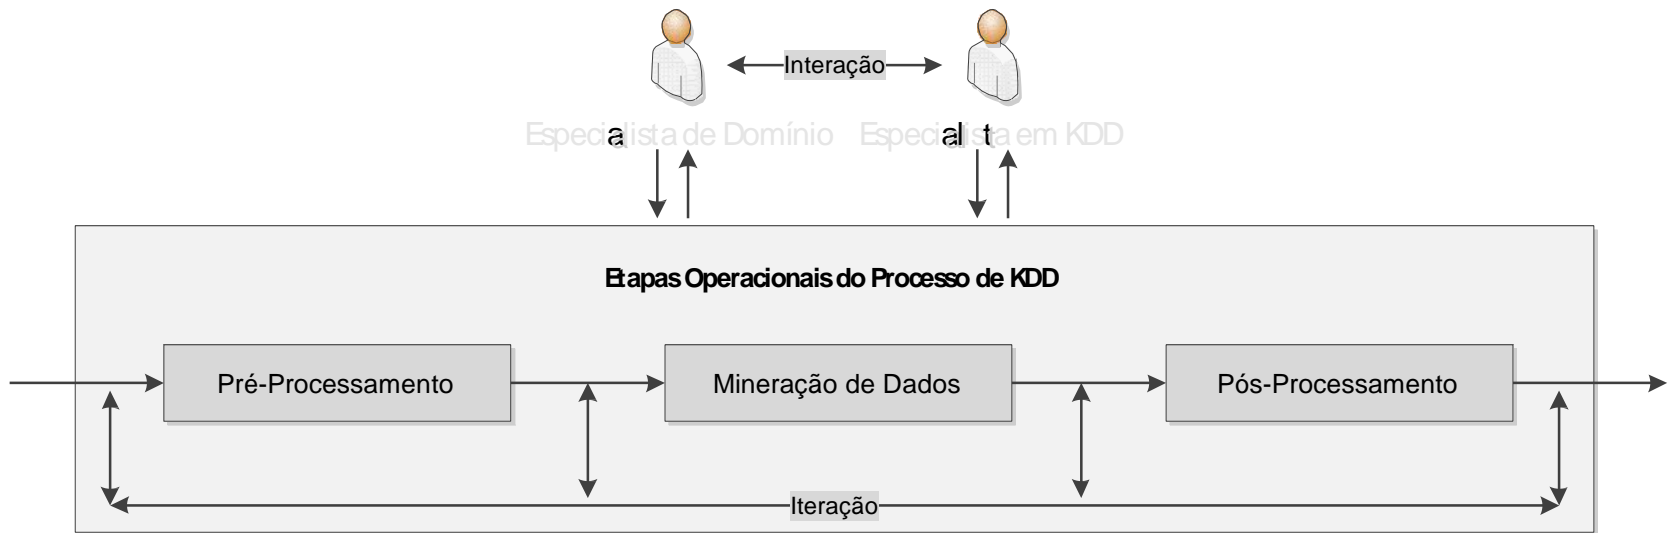 Interação
Especialista de Domínio
Especialista em KDD
Etapas Operacionais do Processo de KDD
Pré-Processamento
Mineração de Dados
Pós-Processamento
Iteração